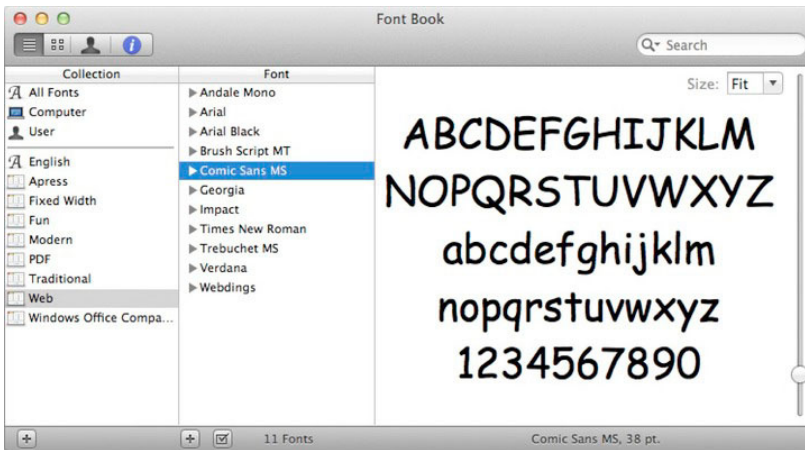 Font Book
Search
Collection
All Fonts
Computer
User
English
Apress
Fixed Width
Fun
Modern
PDF
Traditional
Web
Windows Office Compa...
Font
Andale Mono
Arial
Arial Black
Brush Script MT
Comic Sans MS
Georgia
Impact
Times New Roman
Trebuchet MS
Verdana
Webdings
Size: Fit
ABCDEFGHIJKLM
NOPQRSTUVWXYZ
abcdefghijklm
nopqrstuvwxyz
1234567890
11 Fonts
Comic Sans MS, 38 pt.